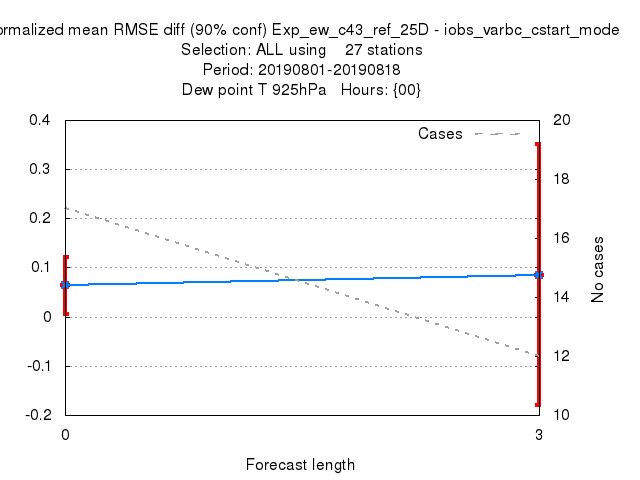 ormalized mean RMSE diff (90% conf) Exp_ew_c43_ref_25D - iobs_varbc_cstart_mode
Selection: ALL using 27 stations
Period: 20190801-20190818
Dew point T 925hPa Hours: {00}
Cases
0.4
0.3
0.2
0.1
0
-0.1
-0.2
20
18
16
14
12
10
No cases
0
3
Forecast length